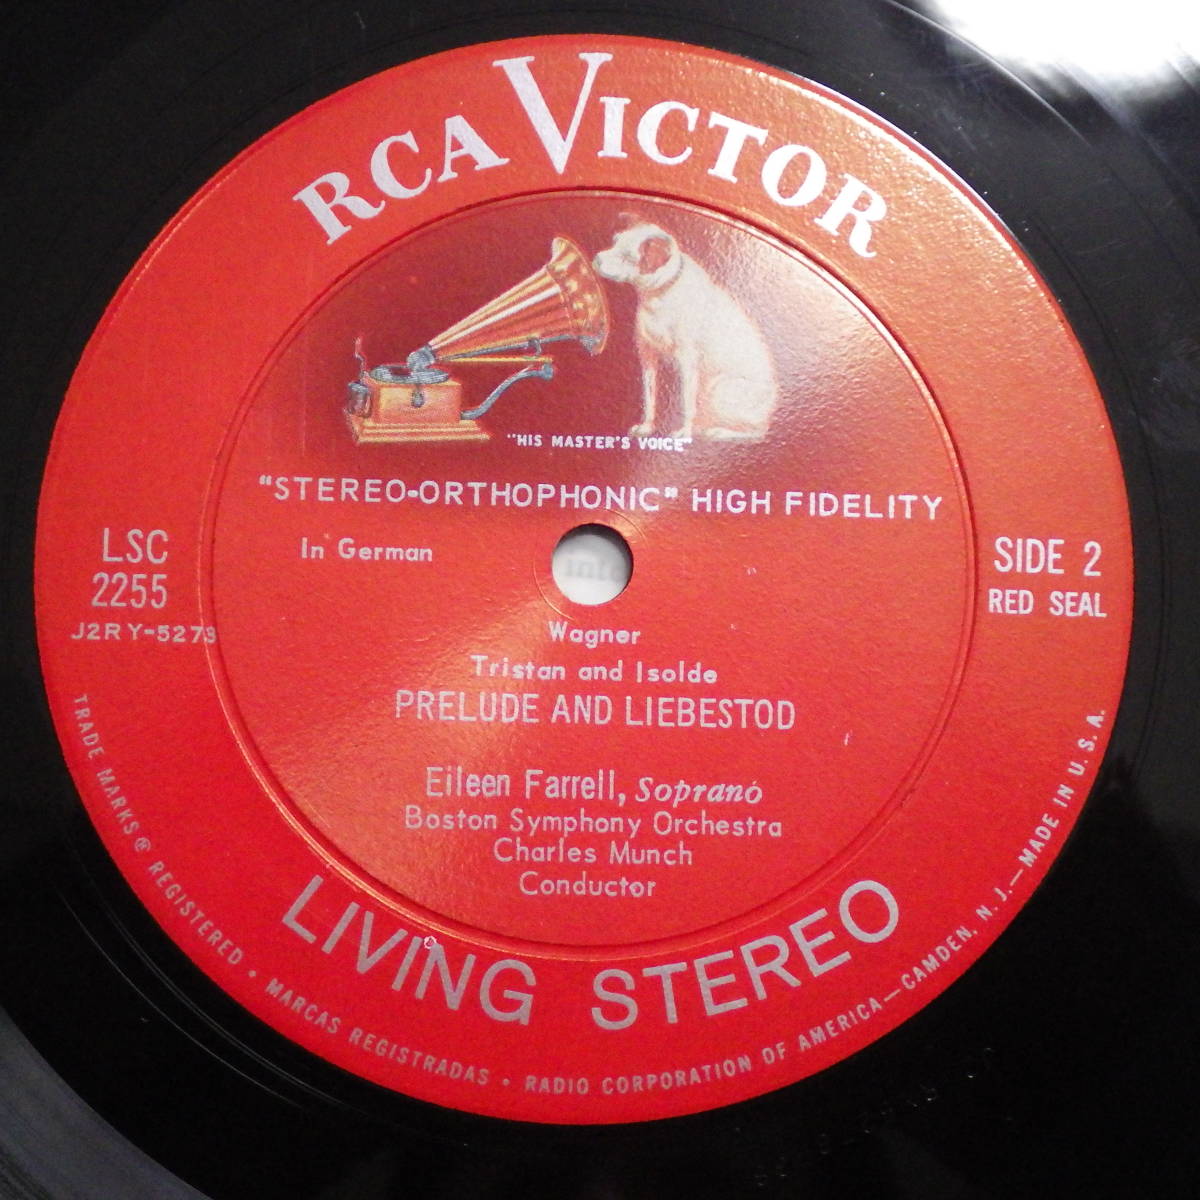 RCA VICTOR
"HIS MASTER'S VOICE"
"STEREO-ORTHOPHONIC" HIGH FIDELITY
LSC
2255
J2RY-5279
In German
SIDE 2
RED SEAL
Wagner
Tristan and Isolde
PRELUDE AND LIEBESTOD
Eileen Farrell, Soprano
Boston Symphony Orchestra
Charles Munch
Conductor
LIVING STEREO
TRADE MARKS ® REGISTERED • MARCAS REGISTRADAS • RADIO CORPORATION OF AMERICA—CAMDEN, N. J.—MADE IN U. S. A.